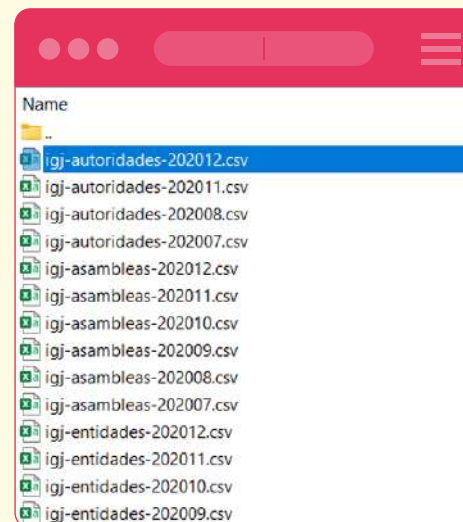 Name
..
igj-autoridades-202012.csv
igj-autoridades-202011.csv
igj-autoridades-202008.csv
igj-autoridades-202007.csv
igj-asambleas-202012.csv
igj-asambleas-202011.csv
igj-asambleas-202010.csv
igj-asambleas-202009.csv
igj-asambleas-202008.csv
igj-asambleas-202007.csv
igj-entidades-202012.csv
igj-entidades-202011.csv
igj-entidades-202010.csv
igj-entidades-202009.csv